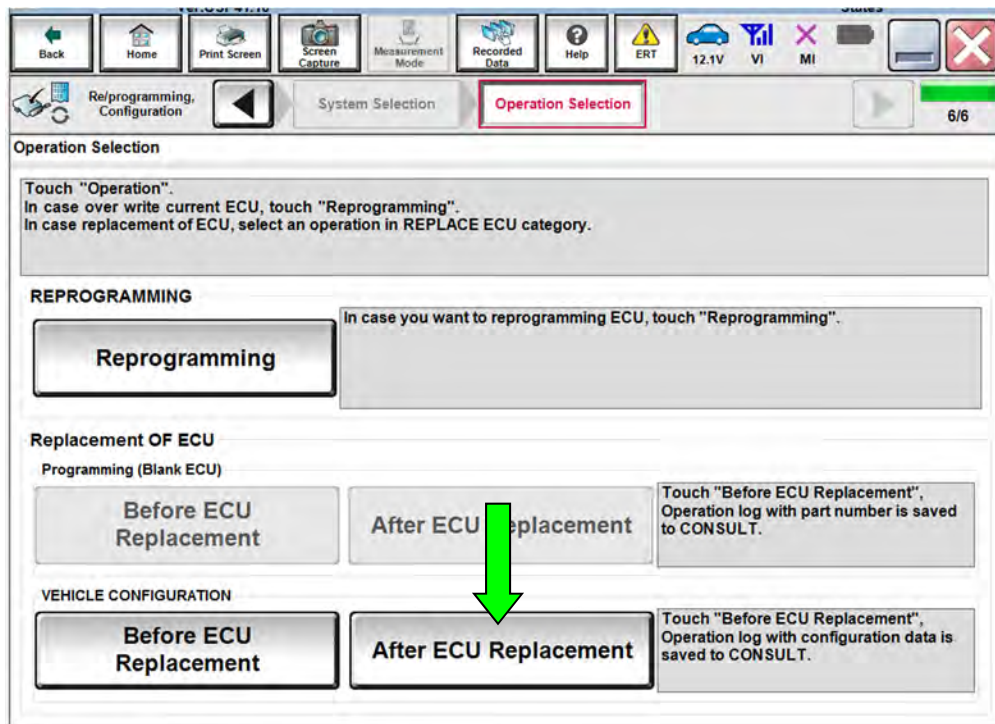 Back
Home
Print Screen
Screen
Capture
Measurement
Mode
Recorded
Data
Help
ERT
12.1V
VI
MI
Re/programming,
Configuration
System Selection
Operation Selection
6/6
Operation Selection
Touch "Operation".
In case over write current ECU, touch "Reprogramming".
In case replacement of ECU, select an operation in REPLACE ECU category.
REPROGRAMMING
Reprogramming
In case you want to reprogramming ECU, touch "Reprogramming".
Replacement OF ECU
Programming (Blank ECU)
Before ECU
Replacement
After ECU Replacement
Touch "Before ECU Replacement",
Operation log with part number is saved
to CONSULT.
VEHICLE CONFIGURATION
Before ECU
Replacement
After ECU Replacement
Touch "Before ECU Replacement",
Operation log with configuration data is
saved to CONSULT.